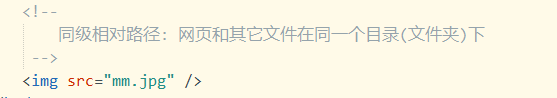 <!--
同级相对路径: 网页和其它文件在同一个目录(文件夹)下
-->
<img src="mm.jpg" />